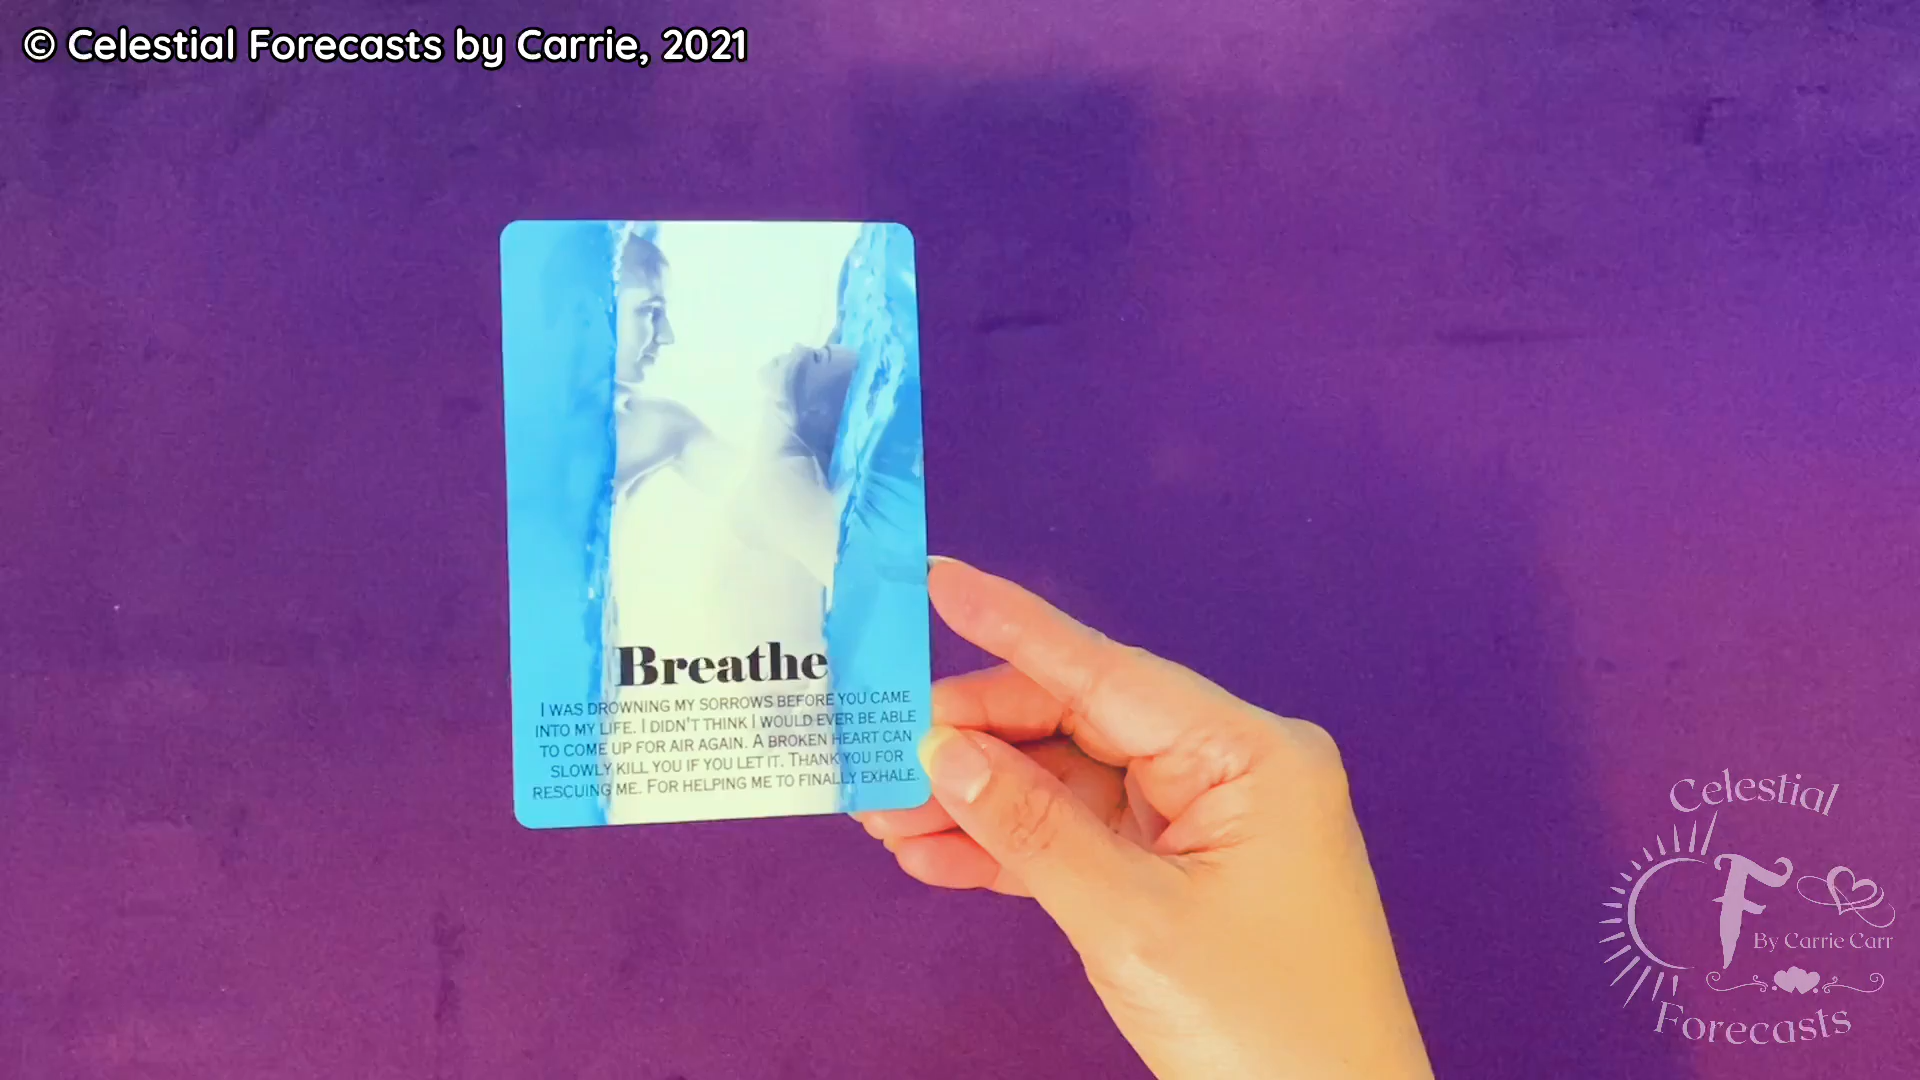 © Celestial Forecasts by Carrie, 2021
Breathe
I WAS DROWNING MY SORROWS BEFORE YOU CAME
INTO MY LIFE. I DIDN'T THINK I WOULD EVER BE ABLE
TO COME UP FOR AIR AGAIN. A BROKEN HEART CAN
SLOWLY KILL YOU IF YOU LET IT. THANK YOU FOR
RESCUING ME. FOR HELPING ME TO FINALLY EXHALE.
Celestial
CF
By Carrie Carr
Forecasts